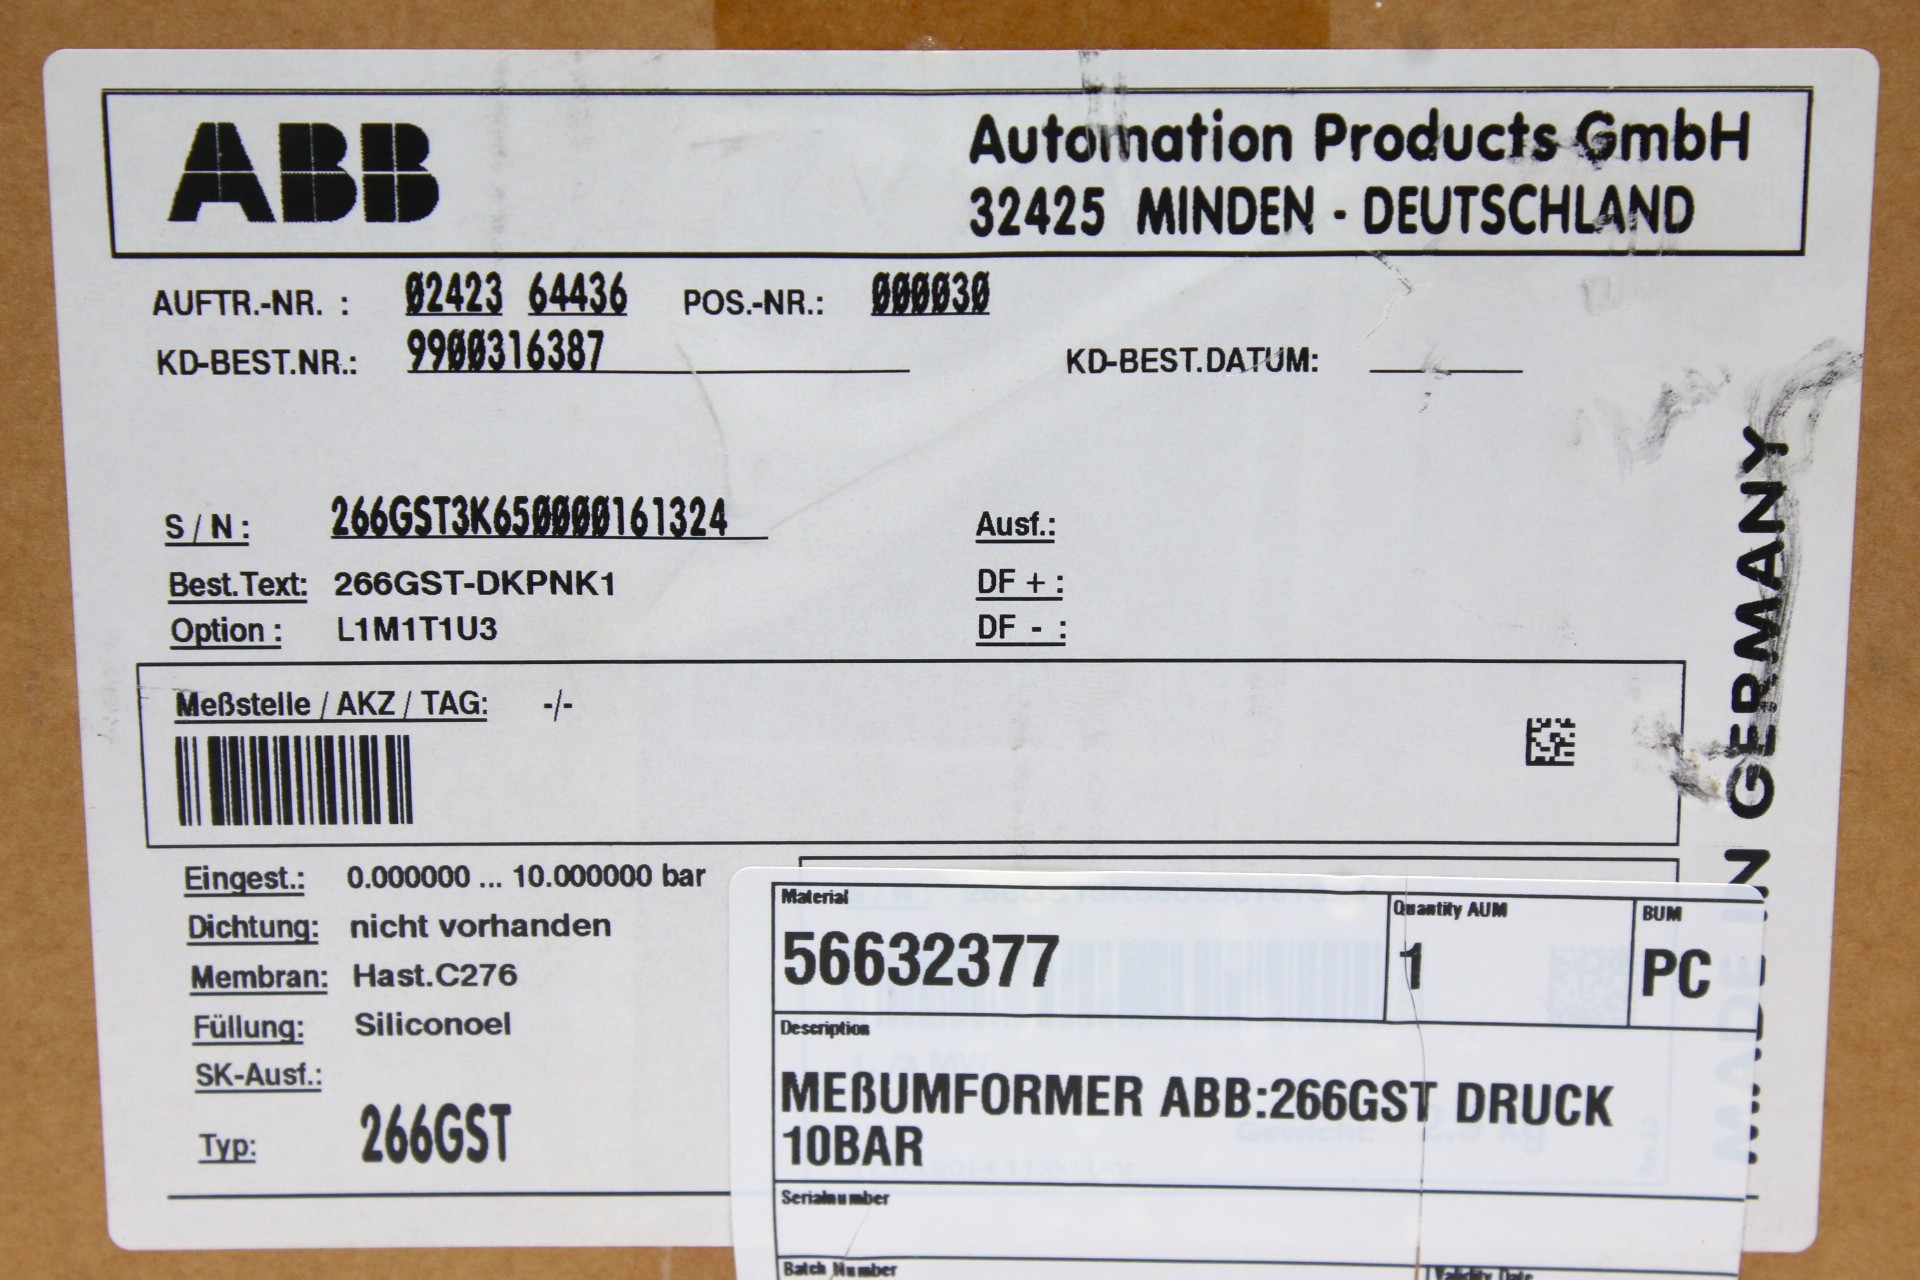 ABB
Automation Products GmbH
32425 MINDEN - DEUTSCHLAND
AUFTR.-NR. : 02423 64436 POS.-NR.: 000030
KD-BEST.NR.: 9900316387 KD-BEST.DATUM:
S / N : 266GST3K650000161324 Ausf.:
Best.Text: 266GST-DKPNK1 DF + :
Option : L1M1T1U3 DF - :
Meßstelle / AKZ / TAG: -/-
MADE IN GERMANY
Eingest.: 0.000000 ... 10.000000 bar
Dichtung: nicht vorhanden
Membran: Hast.C276
Füllung: Siliconoel
SK-Ausf.:
Typ: 266GST
Material Quantity AUM BUM
56632377 1 PC
Description
MEßUMFORMER ABB:266GST DRUCK
10BAR
Serialnumber
Batch Number Validity Date